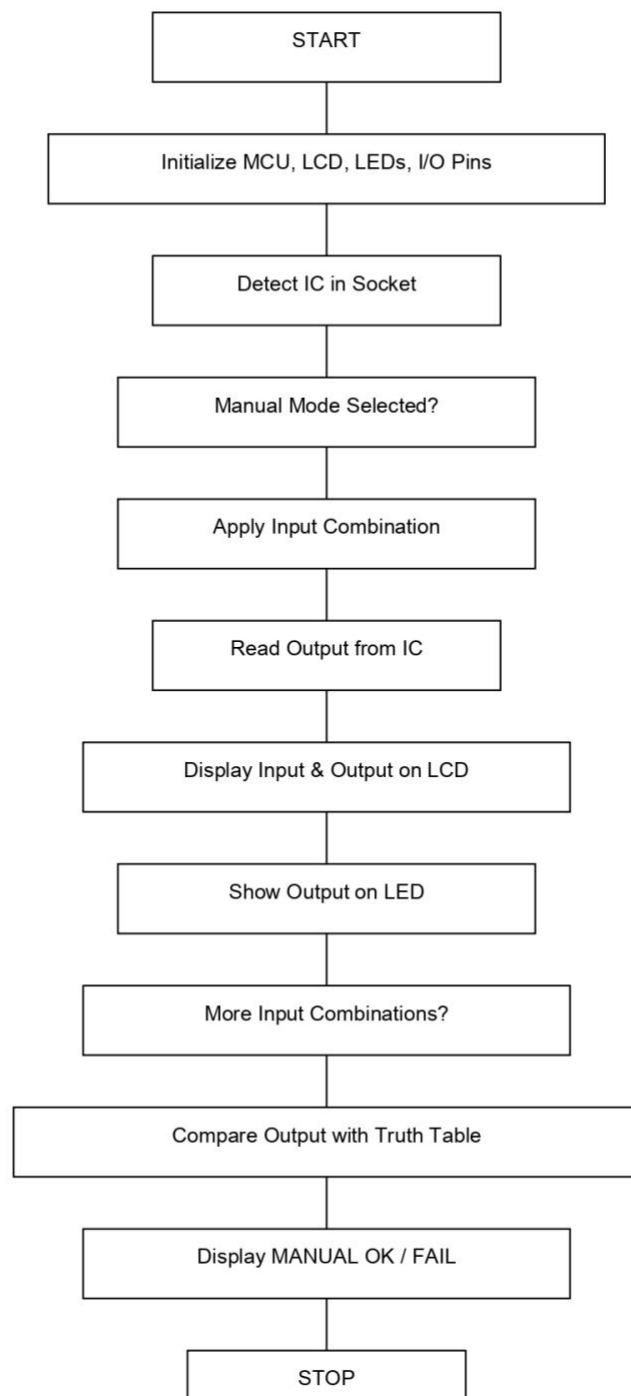 START
Initialize MCU, LCD, LEDs, I/O Pins
Detect IC in Socket
Manual Mode Selected?
Apply Input Combination
Read Output from IC
Display Input & Output on LCD
Show Output on LED
More Input Combinations?
Compare Output with Truth Table
Display MANUAL OK / FAIL
STOP